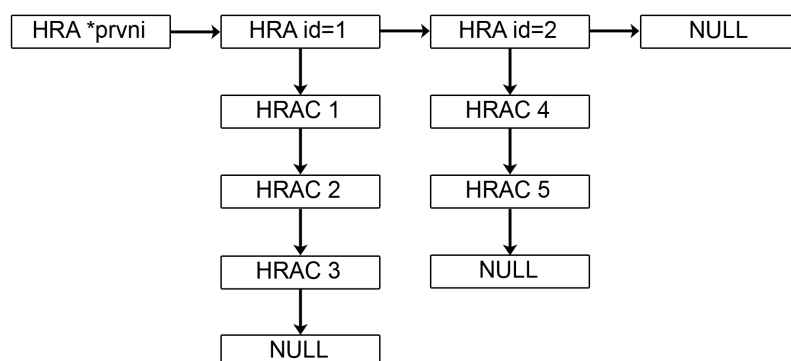 HRA *prvni
HRA id=1
HRA id=2
NULL
HRAC 1
HRAC 4
HRAC 2
HRAC 5
HRAC 3
NULL
NULL